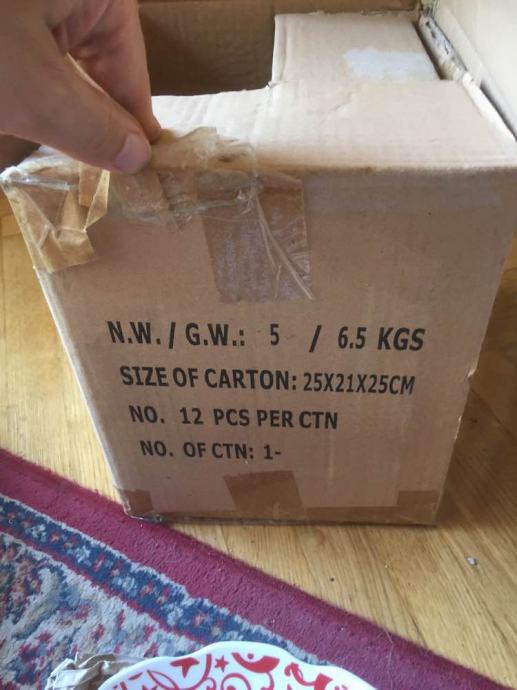 N.W./G.W.: 5 / 6.5 KGS
SIZE OF CARTON: 25X21X25CM
NO. 12 PCS PER CTN
NO. OF CTN: 1-